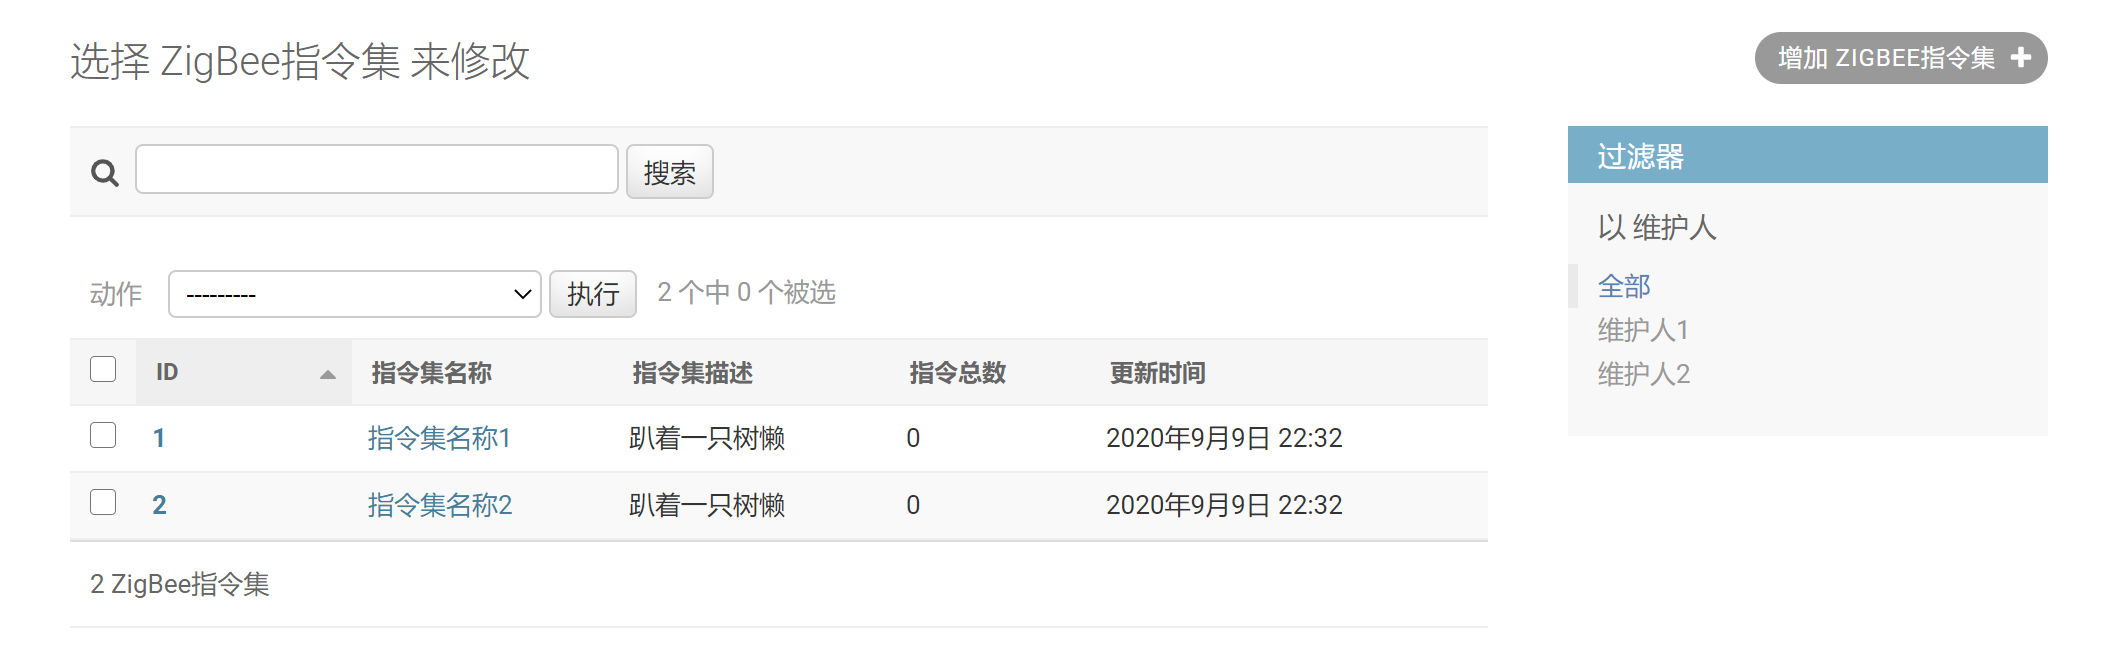 选择 ZigBee指令集 来修改
增加 ZIGBEE指令集
搜索
动作 --------- 执行 2 个中 0 个被选
ID 指令集名称 指令集描述 指令总数 更新时间
1 指令集名称1 趴着一只树懒 0 2020年9月9日 22:32
2 指令集名称2 趴着一只树懒 0 2020年9月9日 22:32
2 ZigBee指令集
过滤器
以 维护人
全部
维护人1
维护人2